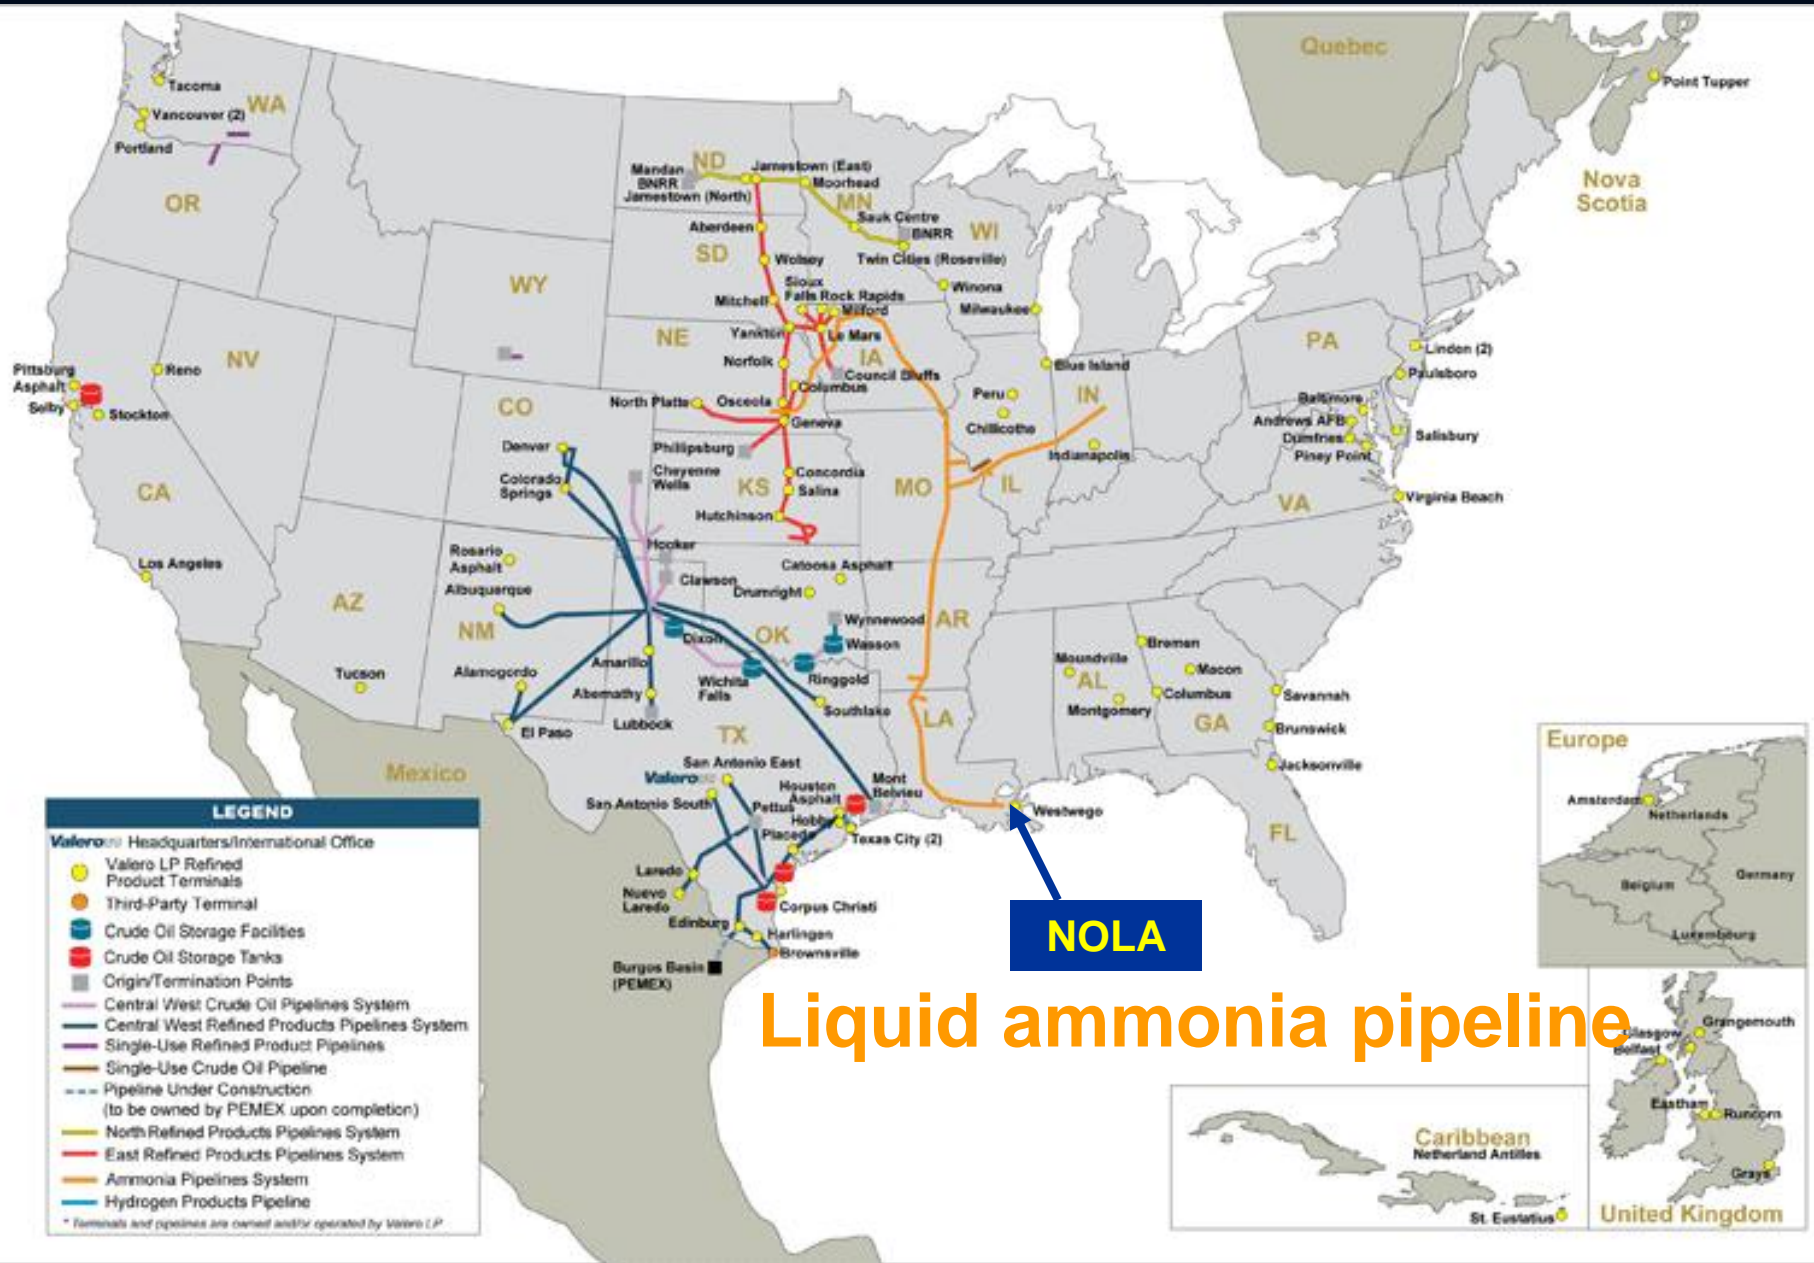 Quebec
Point Tupper
Nova
Scotia
Tacoma
WA
Vancouver (2)
Portland
OR
Mandan
BNRR
ND
Jamestown (East)
Jamestown (North)
Moorhead
MN
Sauk Centre
BNRR
WI
Twin Cities (Roseville)
Aberdeen
SD
Wolsey
Sioux
Falls
Rock Rapids
Mitchell
Milford
Winona
Milwaukee
WY
NE
Yankton
Le Mars
IA
Norfolk
Council Bluffs
Columbus
North Platte
Osceola
Geneva
Blue Island
Peru
Chillicothe
IN
Indianapolis
PA
Linden (2)
Paulsboro
Baltimore
Andrews AFB
Dumfries
Piney Point
Salisbury
VA
Virginia Beach
Pittsburg
Asphalt
Selby
Stockton
Reno
NV
CA
Los Angeles
CO
Denver
Colorado
Springs
Phillipsburg
Cheyenne
Wells
KS
Concordia
Salina
Hutchinson
MO
IL
Hooker
Clawson
Catoosa Asphalt
Drumright
Rosario
Asphalt
Albuquerque
AZ
NM
Tucson
Alamogordo
El Paso
Dixon
OK
Wynnewood
Wasson
AR
Amarillo
Abernathy
Lubbock
Wichita
Falls
Ringgold
Southlake
TX
LA
Moundville
AL
Montgomery
Bremen
Macon
Columbus
GA
Savannah
Brunswick
Jacksonville
FL
Mexico
San Antonio East
Valero
San Antonio South
Pettus
Placedo
Houston
Asphalt
Hobby
Mont
Belvieu
Texas City (2)
Westwego
Laredo
Nuevo
Laredo
Corpus Christi
Edinburg
Harlingen
Brownsville
Burgos Basin
(PEMEX)
NOLA
Liquid ammonia pipeline
LEGEND
Valero Headquarters/International Office
Valero LP Refined
Product Terminals
Third-Party Terminal
Crude Oil Storage Facilities
Crude Oil Storage Tanks
Origin/Termination Points
Central West Crude Oil Pipelines System
Central West Refined Products Pipelines System
Single-Use Refined Product Pipelines
Single-Use Crude Oil Pipeline
Pipeline Under Construction
(to be owned by PEMEX upon completion)
North Refined Products Pipelines System
East Refined Products Pipelines System
Ammonia Pipelines System
Hydrogen Products Pipeline
* Terminals and pipelines are owned and/or operated by Valero L.P.
Europe
Amsterdam
Netherlands
Belgium
Germany
Luxembourg
Glasgow
Grangemouth
Belfast
Eastham
Runcorn
Grays
United Kingdom
Caribbean
Netherland Antilles
St. Eustatius